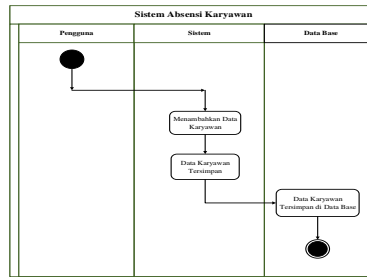 Sistem Absensi Karyawan
Pengguna
Sistem
Data Base
Menambahkan Data
Karyawan
Data Karyawan
Tersimpan
Data Karyawan
Tersimpan di Data Base